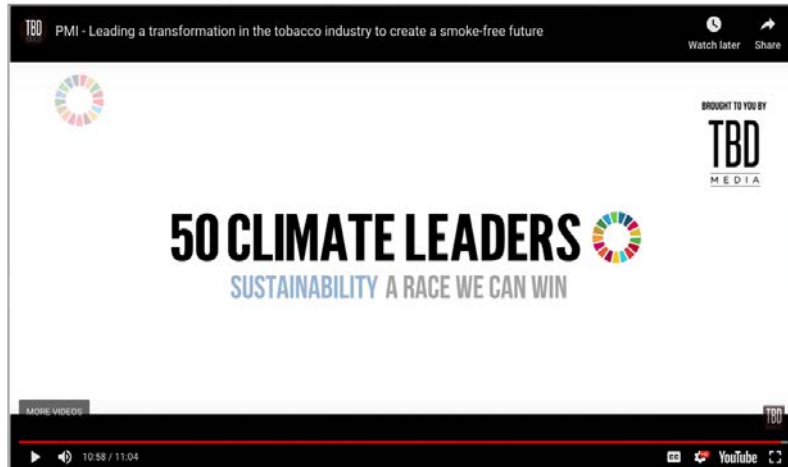 TBD
PMI - Leading a transformation in the tobacco industry to create a smoke-free future
Watch later
Share
BROUGHT TO YOU BY
TBD
MEDIA
50 CLIMATE LEADERS
SUSTAINABILITY A RACE WE CAN WIN
MORE VIDEOS
TBD
10:58 / 11:04
CC
YouTube